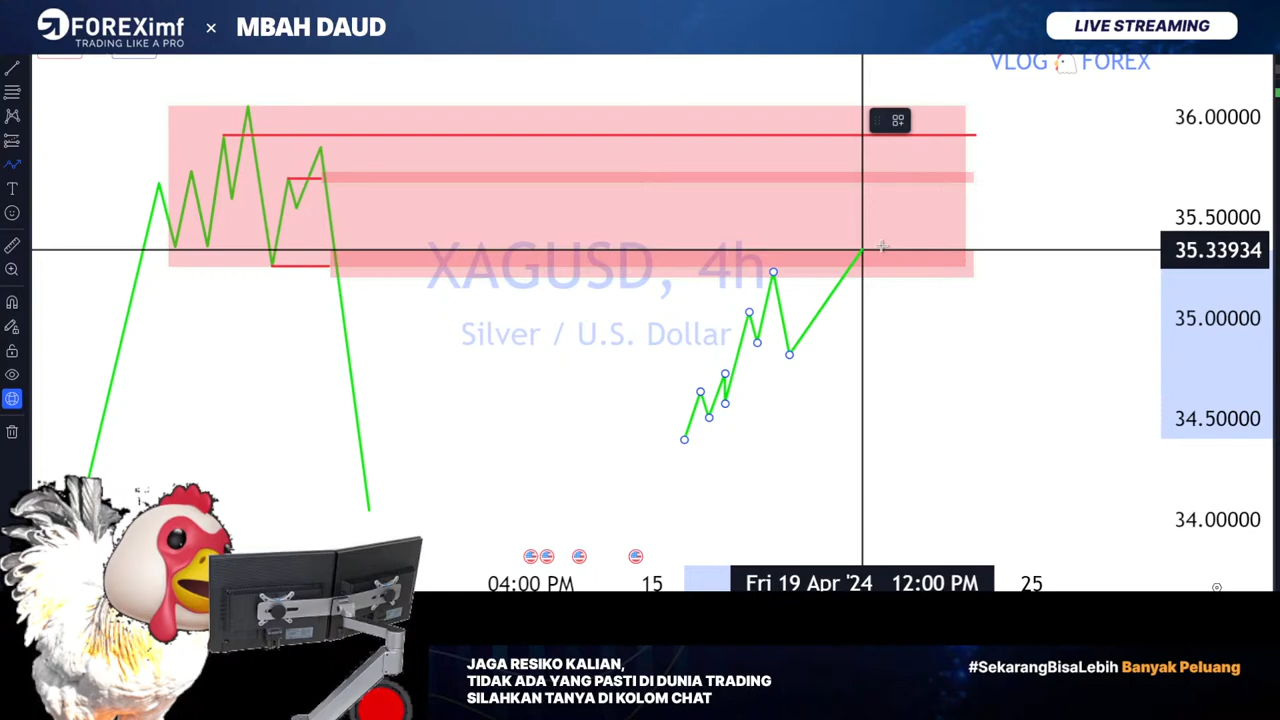 FOREXimf
TRADING LIKE A PRO
×
MBAH DAUD
LIVE STREAMING
VLOG FOREX
36.00000
35.50000
35.33934
XAGUSD, 4h
35.00000
Silver / U.S. Dollar
34.50000
34.00000
04:00 PM
15
Fri 19 Apr '24 12:00 PM
25
JAGA RESIKO KALIAN,
TIDAK ADA YANG PASTI DI DUNIA TRADING
SILAHKAN TANYA DI KOLOM CHAT
#SekarangBisaLebih Banyak Peluang